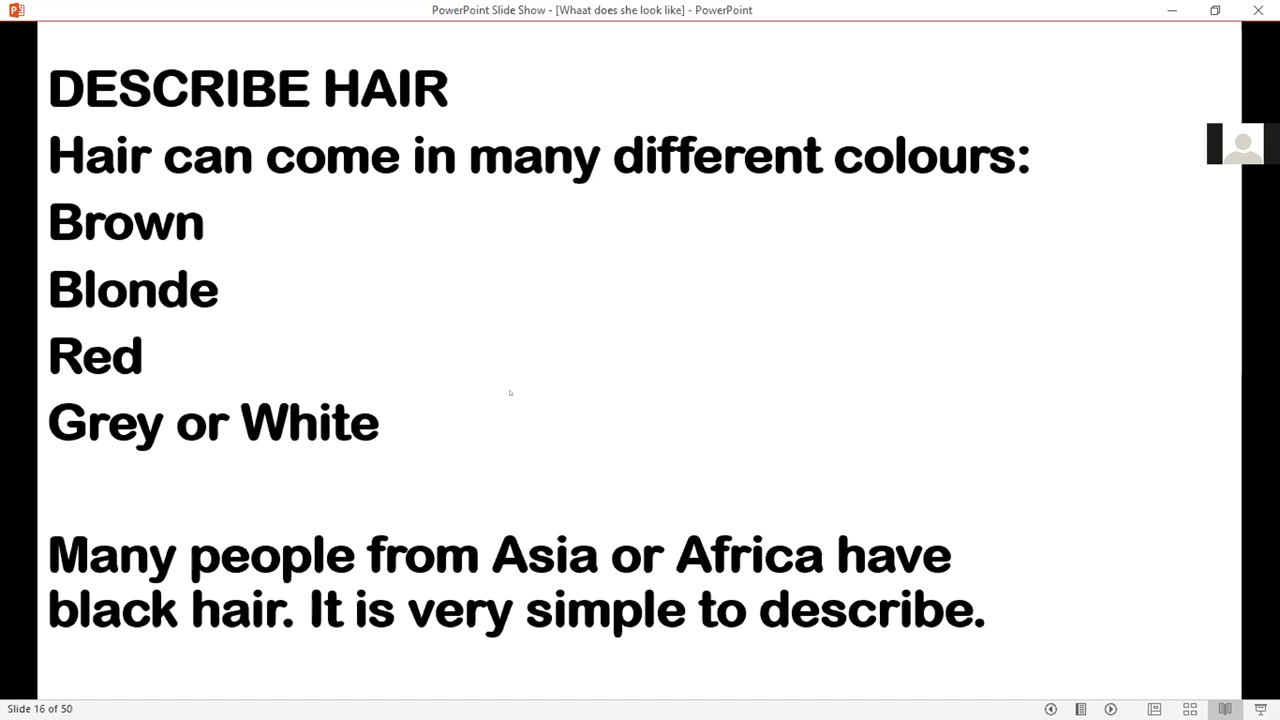 PowerPoint Slide Show - [Whaat does she look like] - PowerPoint
DESCRIBE HAIR
Hair can come in many different colours:
Brown
Blonde
Red
Grey or White
Many people from Asia or Africa have
black hair. It is very simple to describe.
Slide 16 of 50